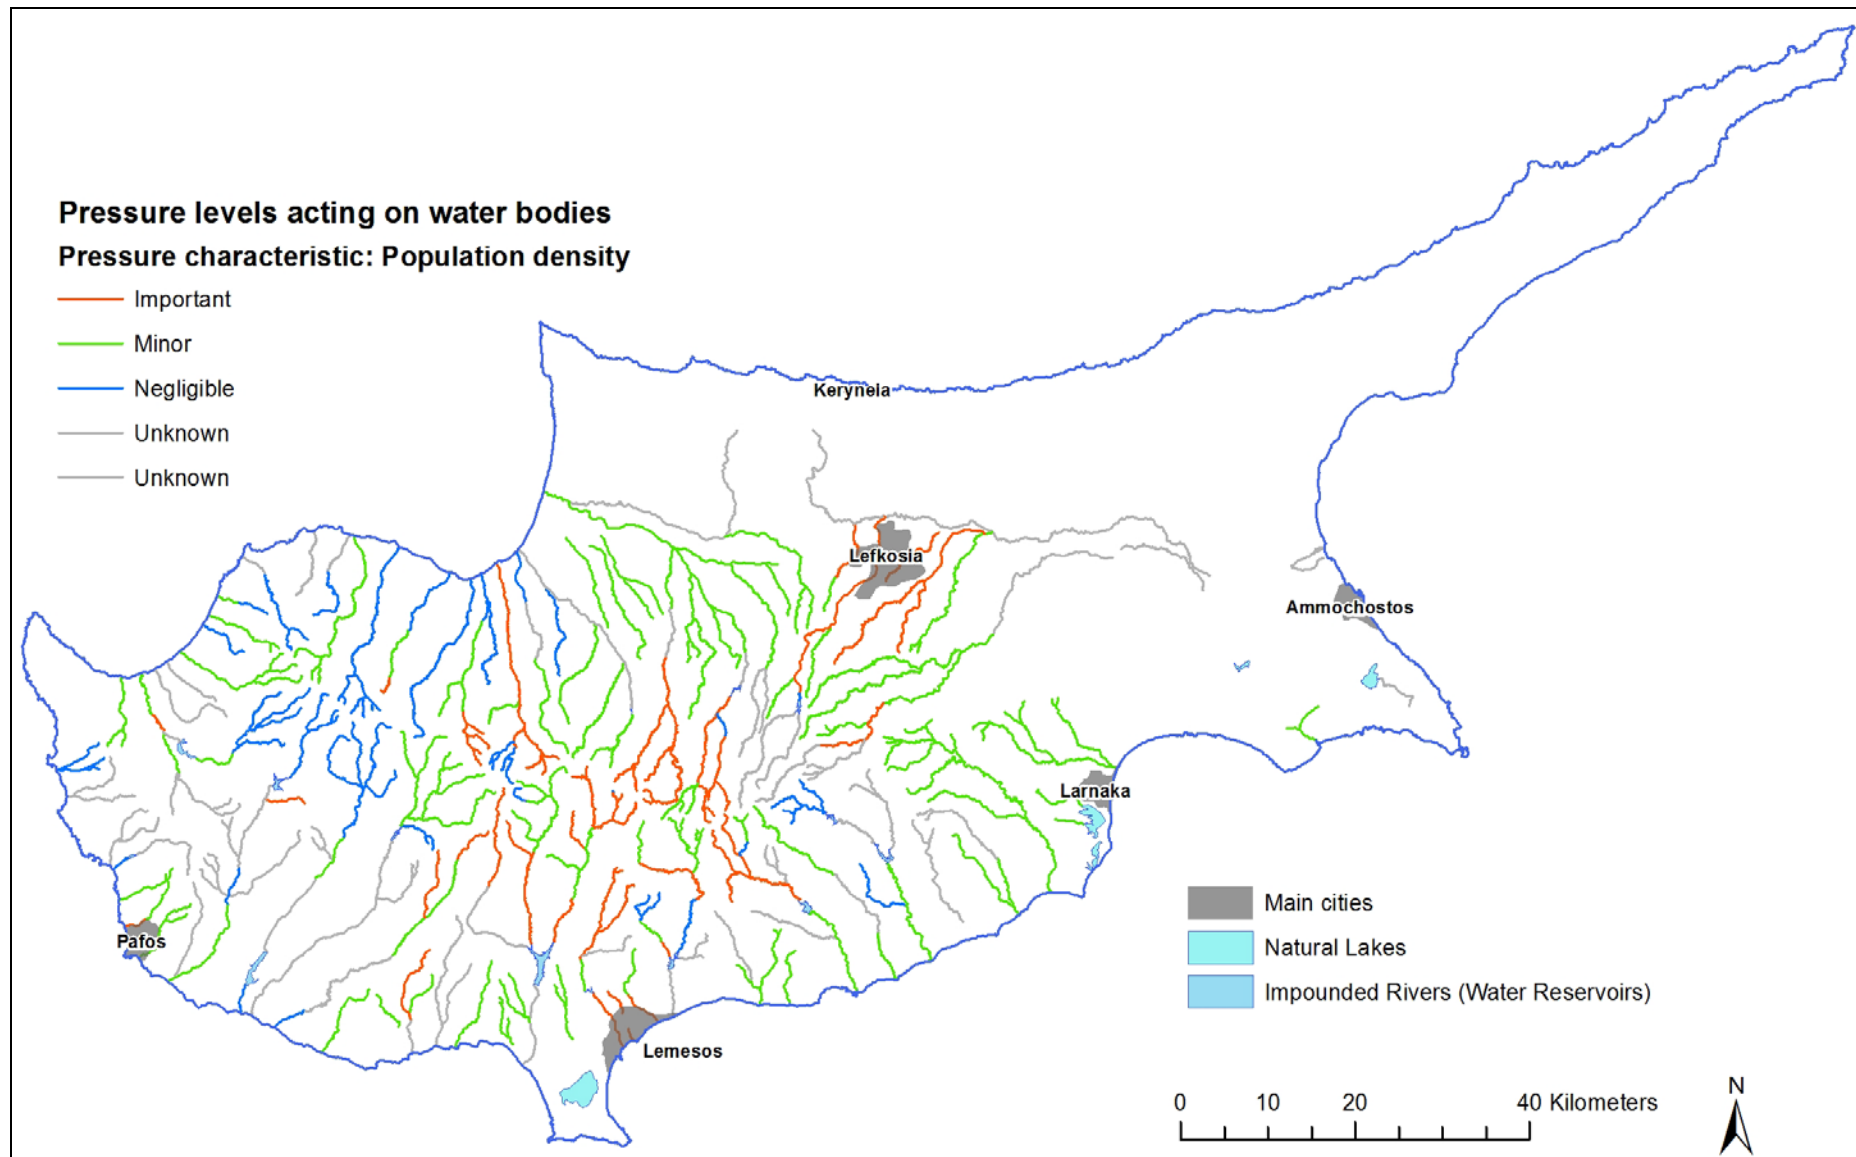 Pressure levels acting on water bodies
Pressure characteristic: Population density
Important
Minor
Negligible
Unknown
Unknown
Keryneia
Lefkosia
Ammochostos
Larnaka
Pafos
Lemesos
Main cities
Natural Lakes
Impounded Rivers (Water Reservoirs)
0 10 20 40 Kilometers
N